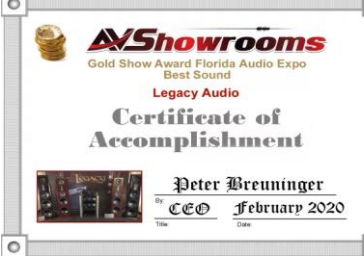 AVShowrooms
Gold Show Award Florida Audio Expo
Best Sound
Legacy Audio
Certificate of
Accomplishment
LEGACY
Peter Breuninger
By:
CEO February 2020
Title: Date: